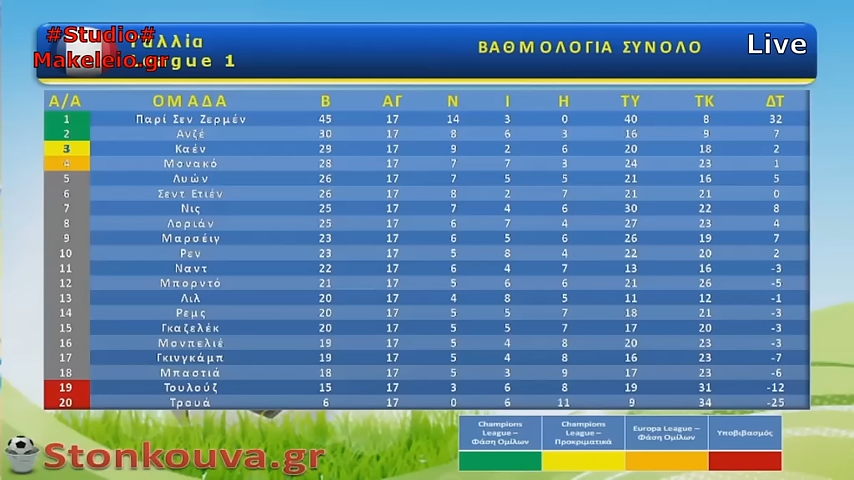 #Studio#
Makeleio.gr
Γαλλία
League 1
ΒΑΘΜΟΛΟΓΙΑ ΣΥΝΟΛΟ
Live
Α/Α ΟΜΑΔΑ Β ΑΓ Ν Ι Η ΤΥ ΤΚ ΔΤ
1 Παρί Σεν Ζερμέν 45 17 14 3 0 40 8 32
2 Ανζέ 30 17 8 6 3 16 9 7
3 Καέν 29 17 9 2 6 20 18 2
4 Μονακό 28 17 7 7 3 24 23 1
5 Λυών 26 17 7 5 5 21 16 5
6 Σεντ Ετιέν 26 17 8 2 7 21 21 0
7 Νις 25 17 7 4 6 30 22 8
8 Λοριάν 25 17 6 7 4 27 23 4
9 Μαρσέιγ 23 17 6 5 6 26 19 7
10 Ρεν 23 17 5 8 4 22 20 2
11 Ναντ 22 17 6 4 7 13 16 -3
12 Μπορντό 21 17 5 6 6 21 26 -5
13 Λιλ 20 17 4 8 5 11 12 -1
14 Ρεμς 20 17 5 5 7 18 21 -3
15 Γκαζελέκ 20 17 5 5 7 17 20 -3
16 Μονπελιέ 19 17 5 4 8 20 23 -3
17 Γκινγκάμπ 19 17 5 4 8 16 23 -7
18 Μπαστιά 18 17 5 3 9 17 23 -6
19 Τουλούζ 15 17 3 6 8 19 31 -12
20 Τρουά 6 17 0 6 11 9 34 -25
Champions League – Φάση Ομίλων
Champions League – Προκριματικά
Europa League – Φάση Ομίλων
Υποβιβασμός
Stonkouva.gr